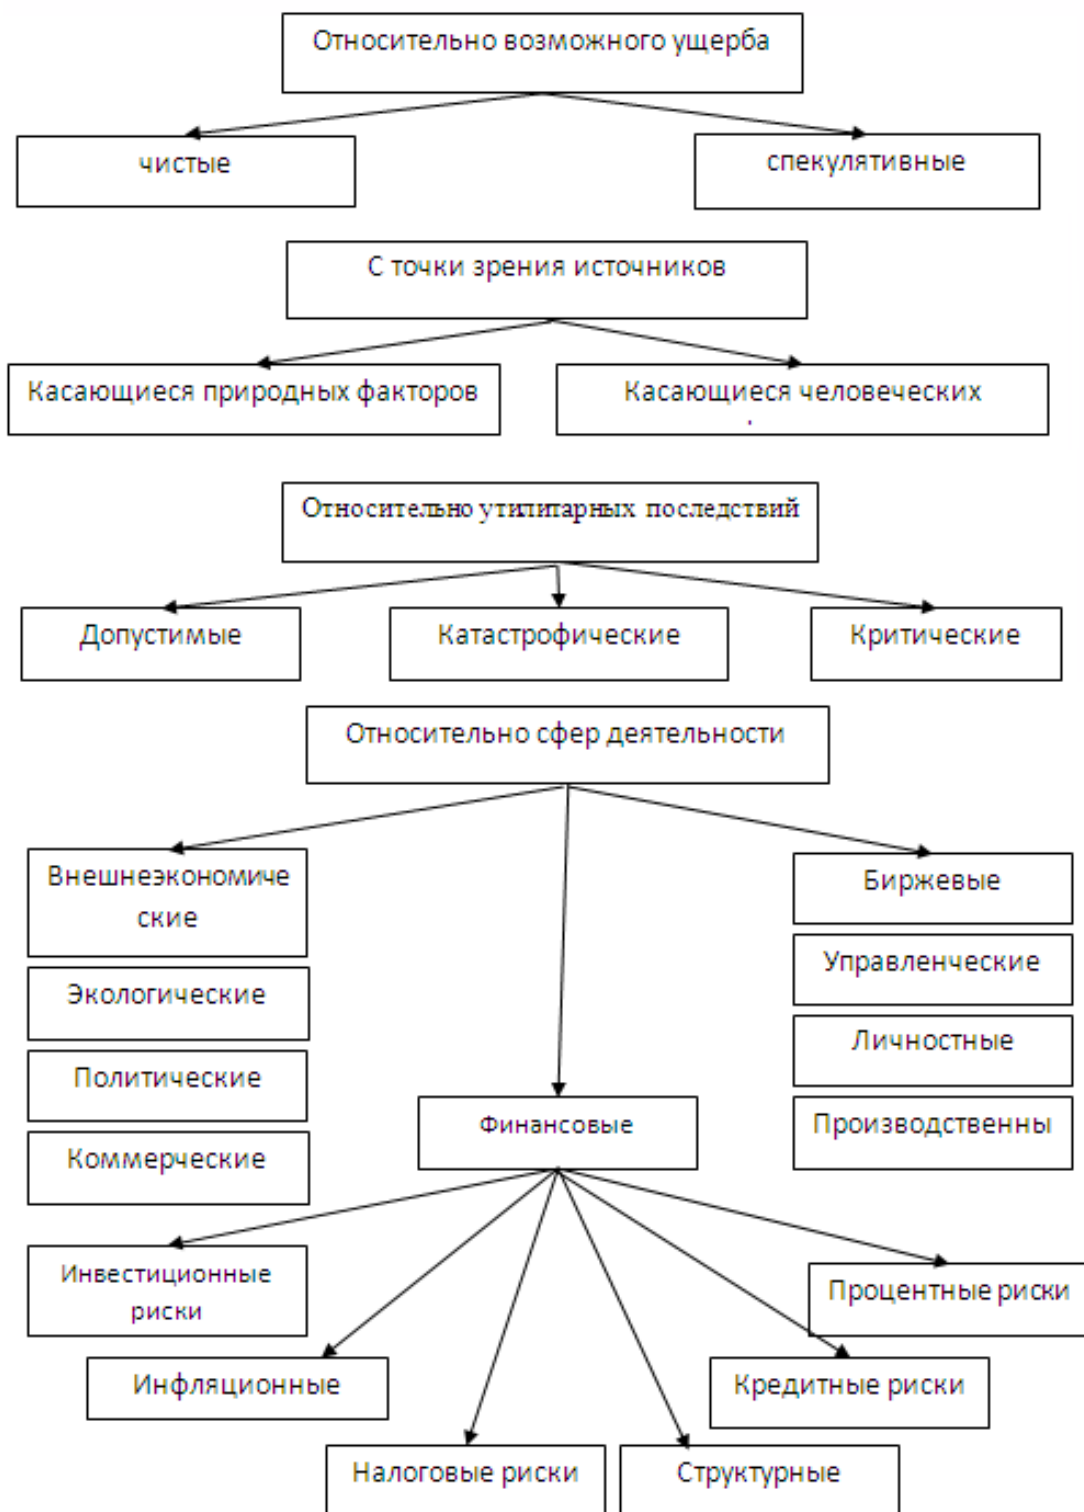 Относительно возможного ущерба
чистые
спекулятивные
С точки зрения источников
Касающиеся природных факторов
Касающиеся человеческих
Относительно утилитарных последствий
Допустимые
Катастрофические
Критические
Относительно сфер деятельности
Внешнеэкономиче
ские
Экологические
Политические
Коммерческие
Биржевые
Управленческие
Личностные
Производственны
Финансовые
Инвестиционные
риски
Процентные риски
Инфляционные
Кредитные риски
Налоговые риски
Структурные